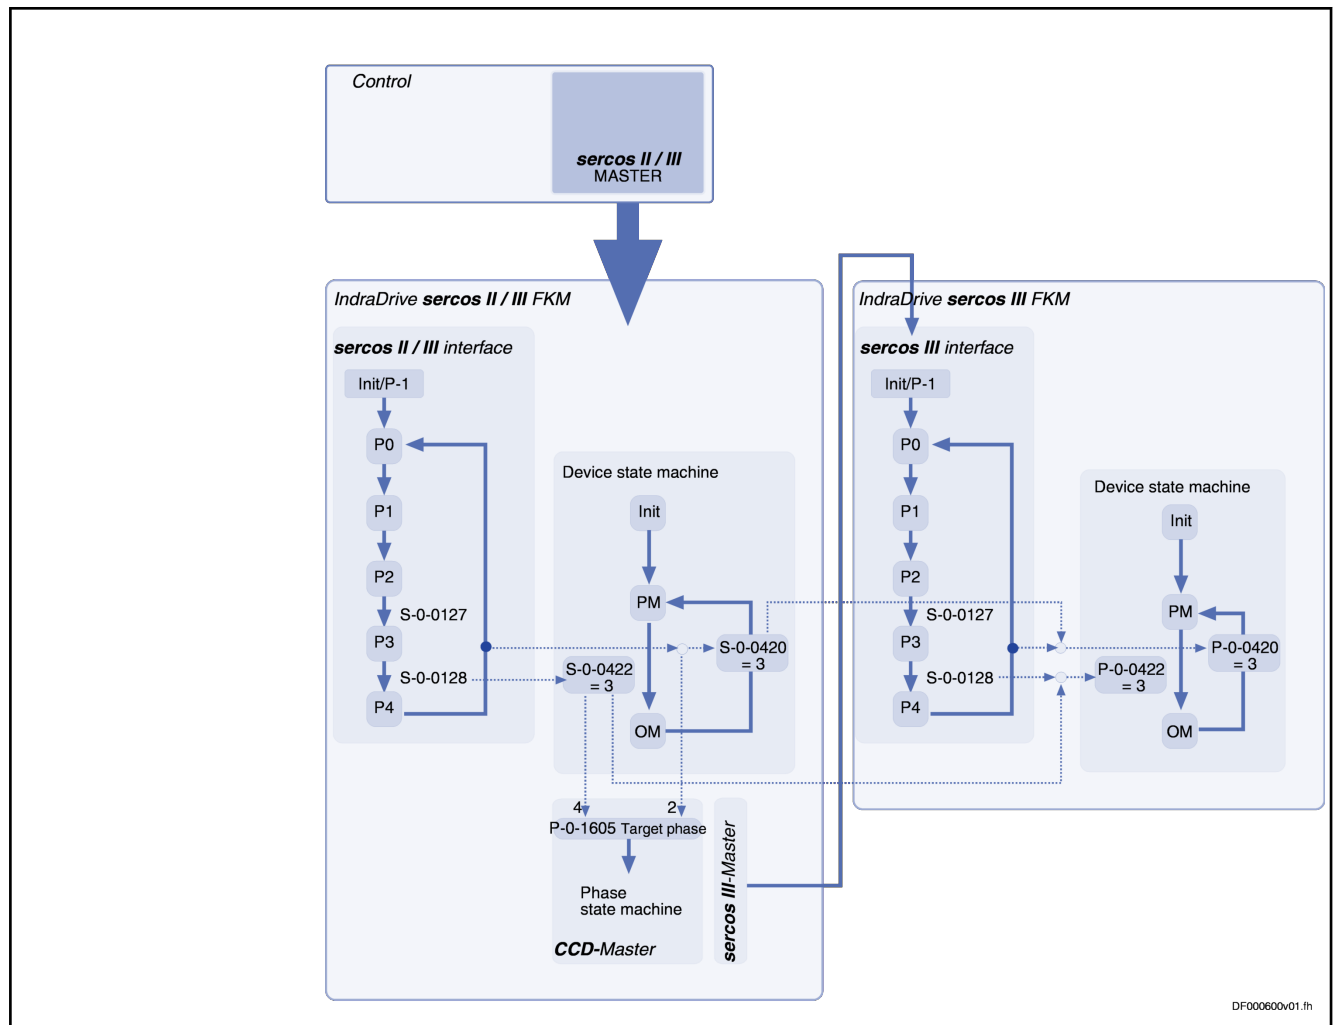 Control
sercos II / III
MASTER
IndraDrive sercos II / III FKM
sercos II / III interface
Init/P-1
P0
P1
P2
S-0-0127
P3
S-0-0128
P4
Device state machine
Init
PM
S-0-0420
= 3
S-0-0422
= 3
OM
4
2
P-0-1605 Target phase
Phase
state machine
CCD-Master
sercos III-Master
IndraDrive sercos III FKM
sercos III interface
Init/P-1
P0
P1
P2
S-0-0127
P3
S-0-0128
P4
Device state machine
Init
PM
P-0-0420
= 3
P-0-0422
= 3
OM
DF000600v01.fh